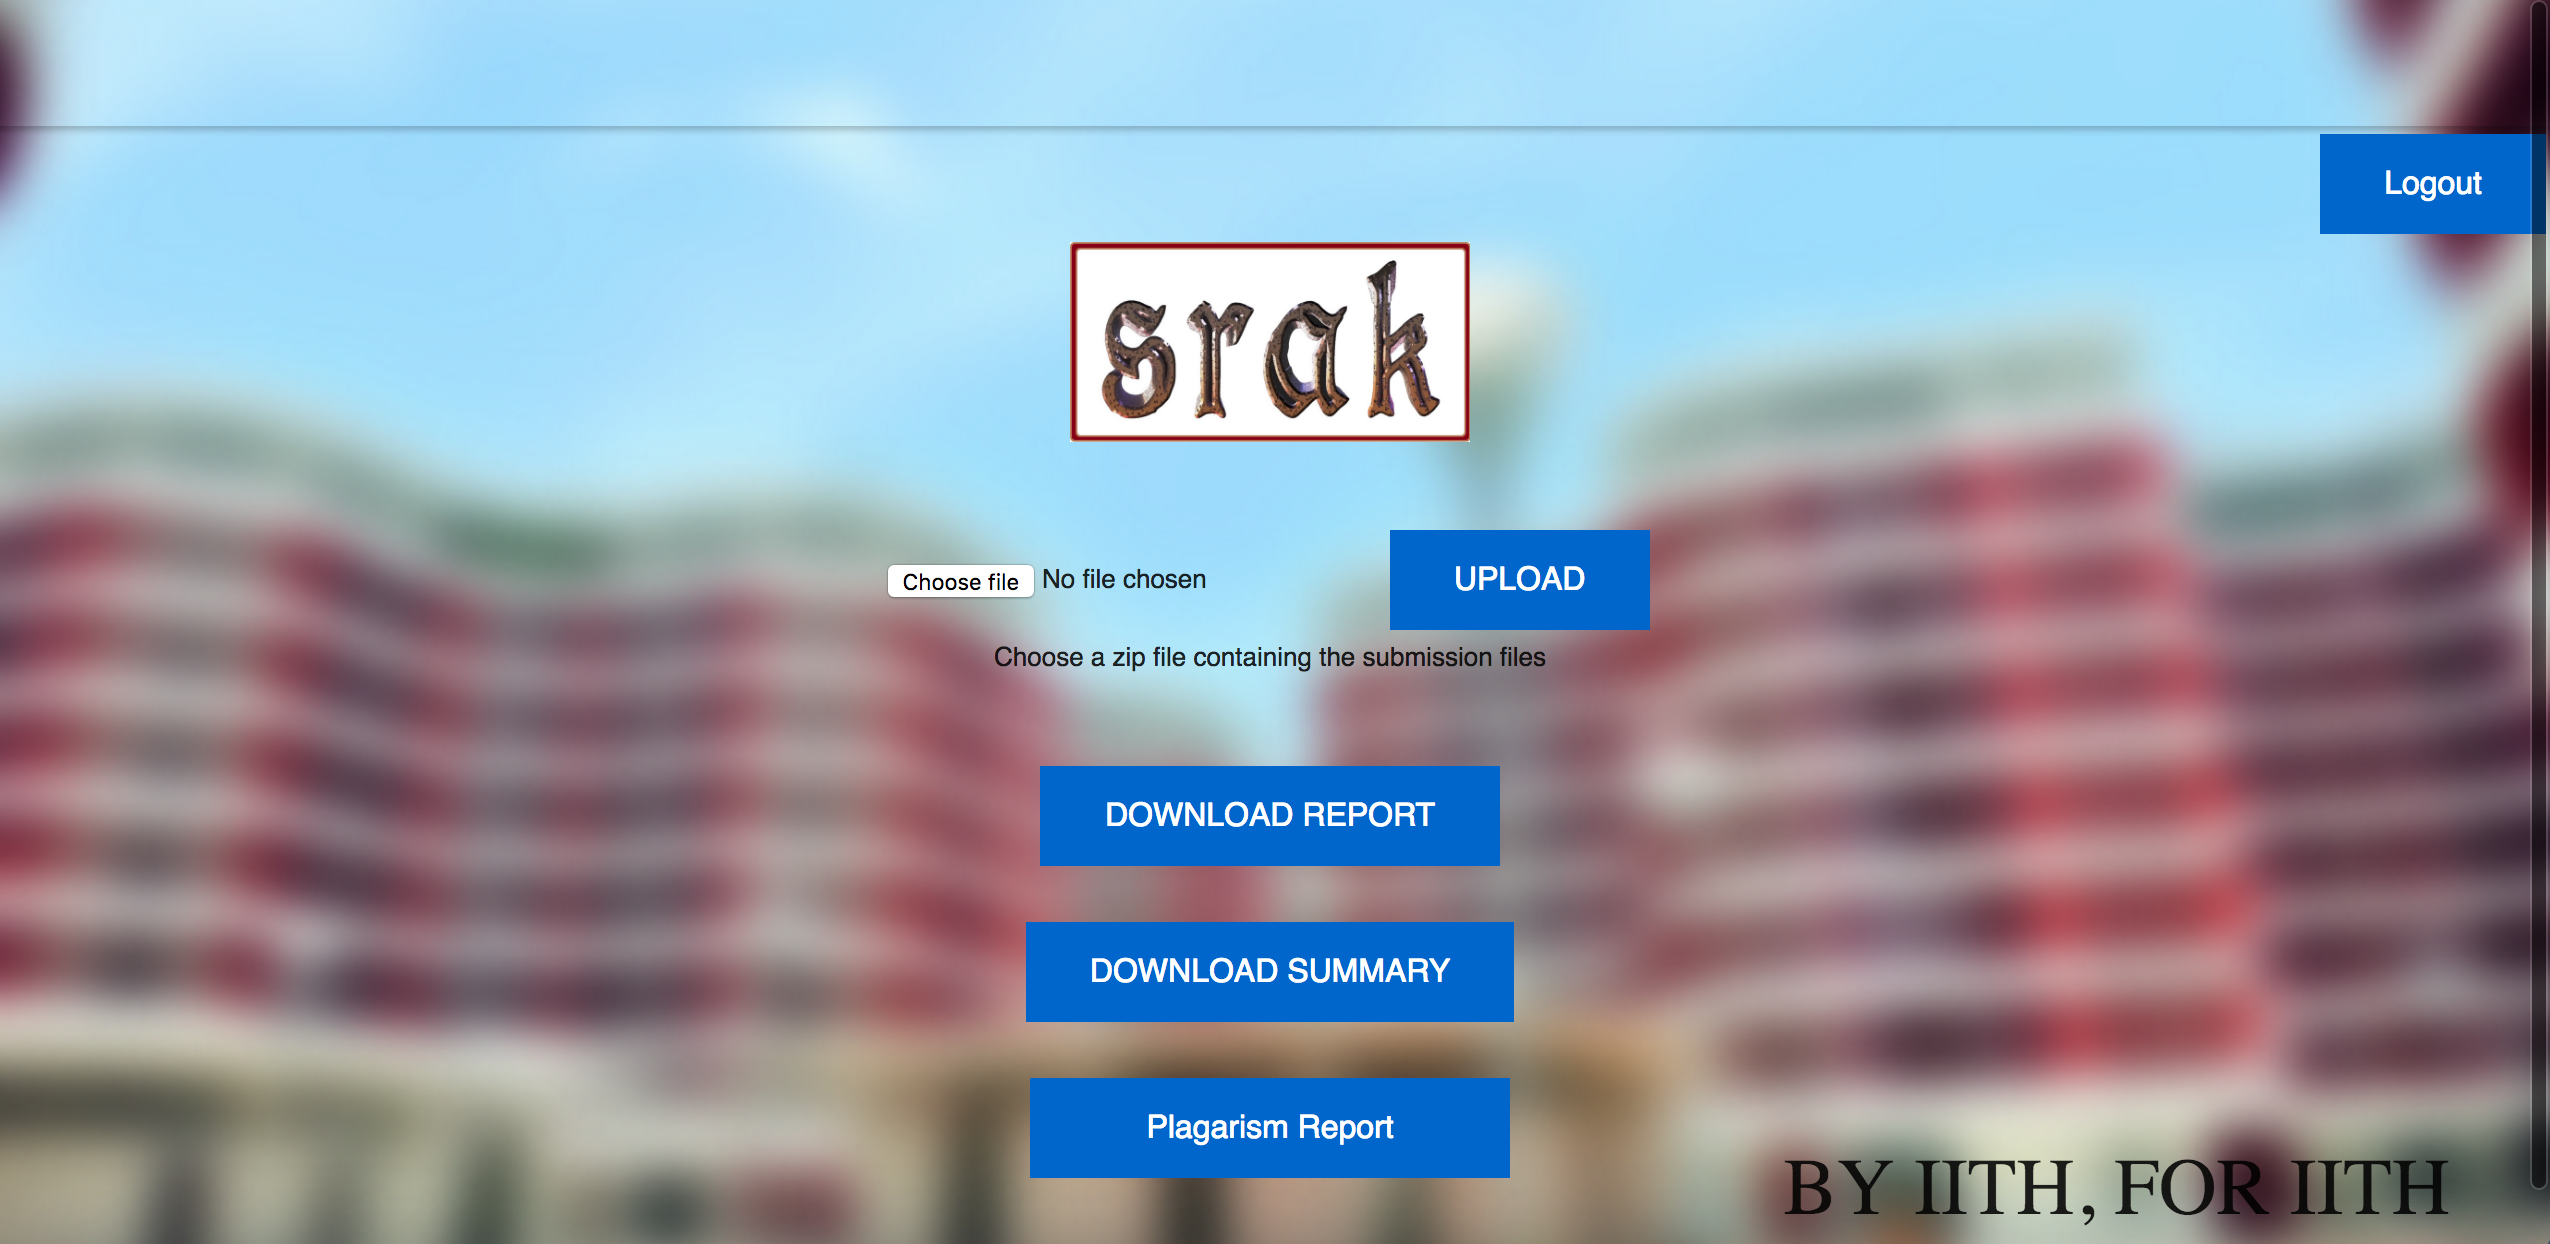 Logout
srak
Choose file No file chosen UPLOAD
Choose a zip file containing the submission files
DOWNLOAD REPORT
DOWNLOAD SUMMARY
Plagarism Report
BY IITH, FOR IITH